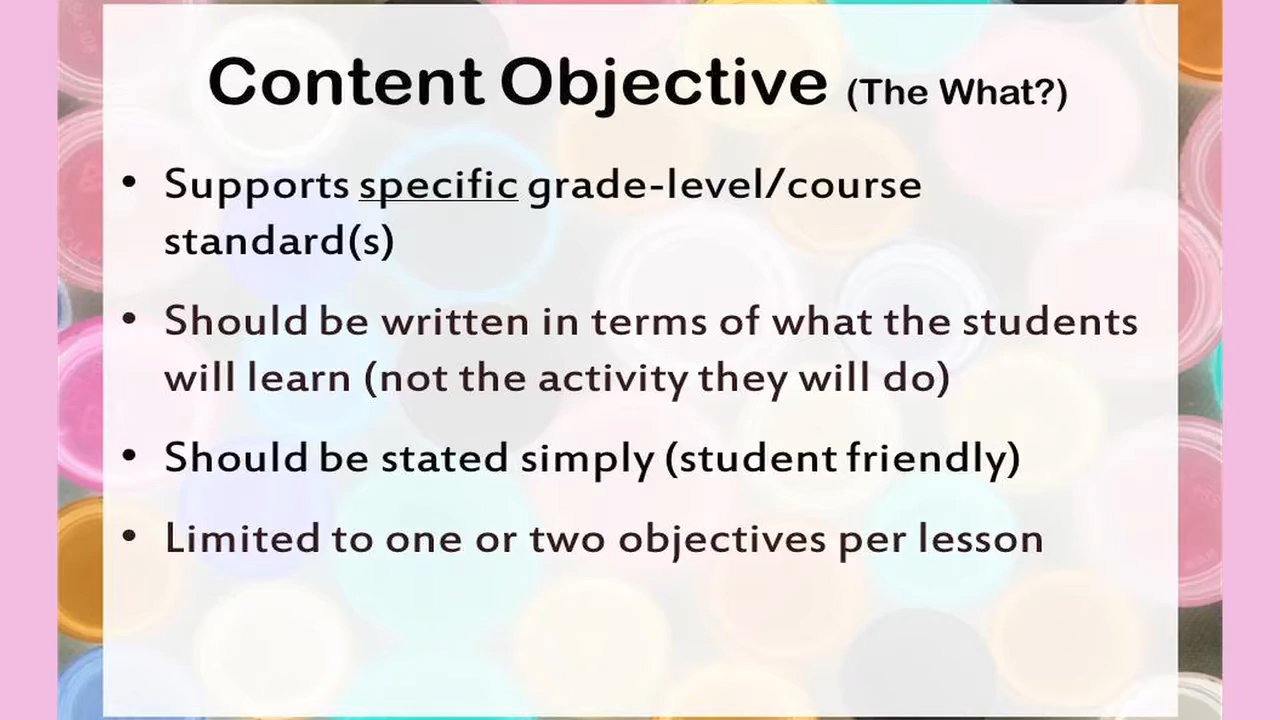 Content Objective (The What?)
• Supports specific grade-level/course
standard(s)
• Should be written in terms of what the students
will learn (not the activity they will do)
• Should be stated simply (student friendly)
• Limited to one or two objectives per lesson